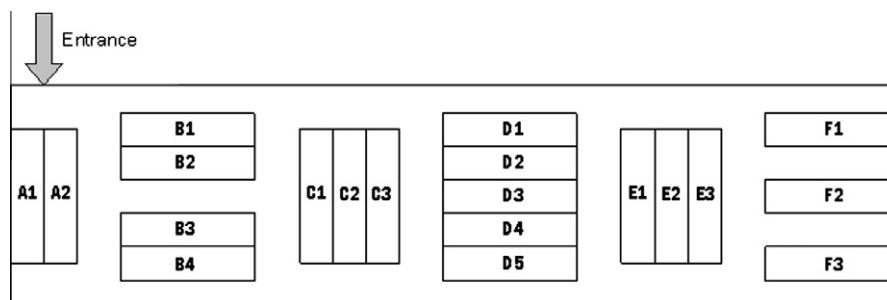 Entrance
A1 A2
B1
B2
B3
B4
C1 C2 C3
D1
D2
D3
D4
D5
E1 E2 E3
F1
F2
F3